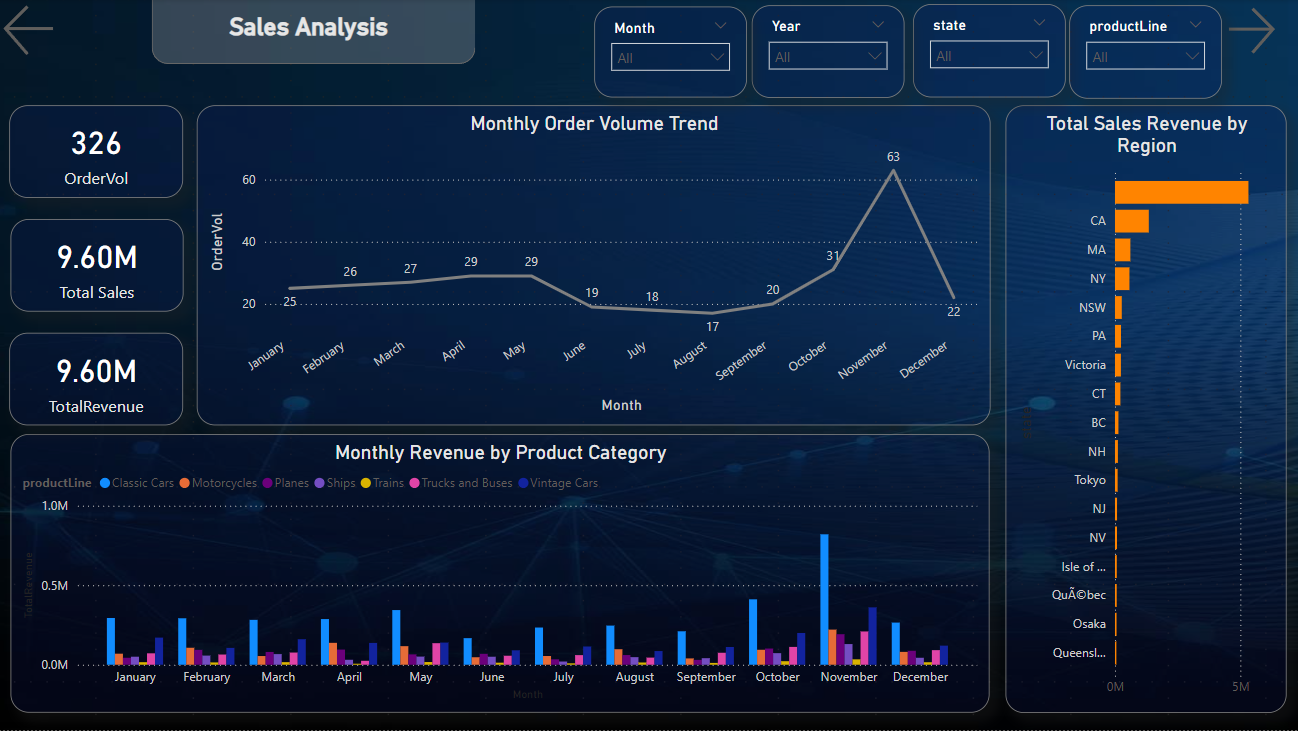 Sales Analysis
Month
All
Year
All
state
All
productLine
All
326
OrderVol
9.60M
Total Sales
9.60M
TotalRevenue
Monthly Order Volume Trend
OrderVol
60
40
20
25
26
27
29
29
19
18
17
20
31
63
22
January
February
March
April
May
June
July
August
September
October
November
December
Month
Total Sales Revenue by
Region
CA
MA
NY
NSW
PA
Victoria
CT
BC
NH
Tokyo
NJ
NV
Isle of ...
QuÃ©bec
Osaka
Queensl...
0M 5M
Monthly Revenue by Product Category
productLine Classic Cars Motorcycles Planes Ships Trains Trucks and Buses Vintage Cars
TotalRevenue
1.0M
0.5M
0.0M
January February March April May June July August September October November December
Month